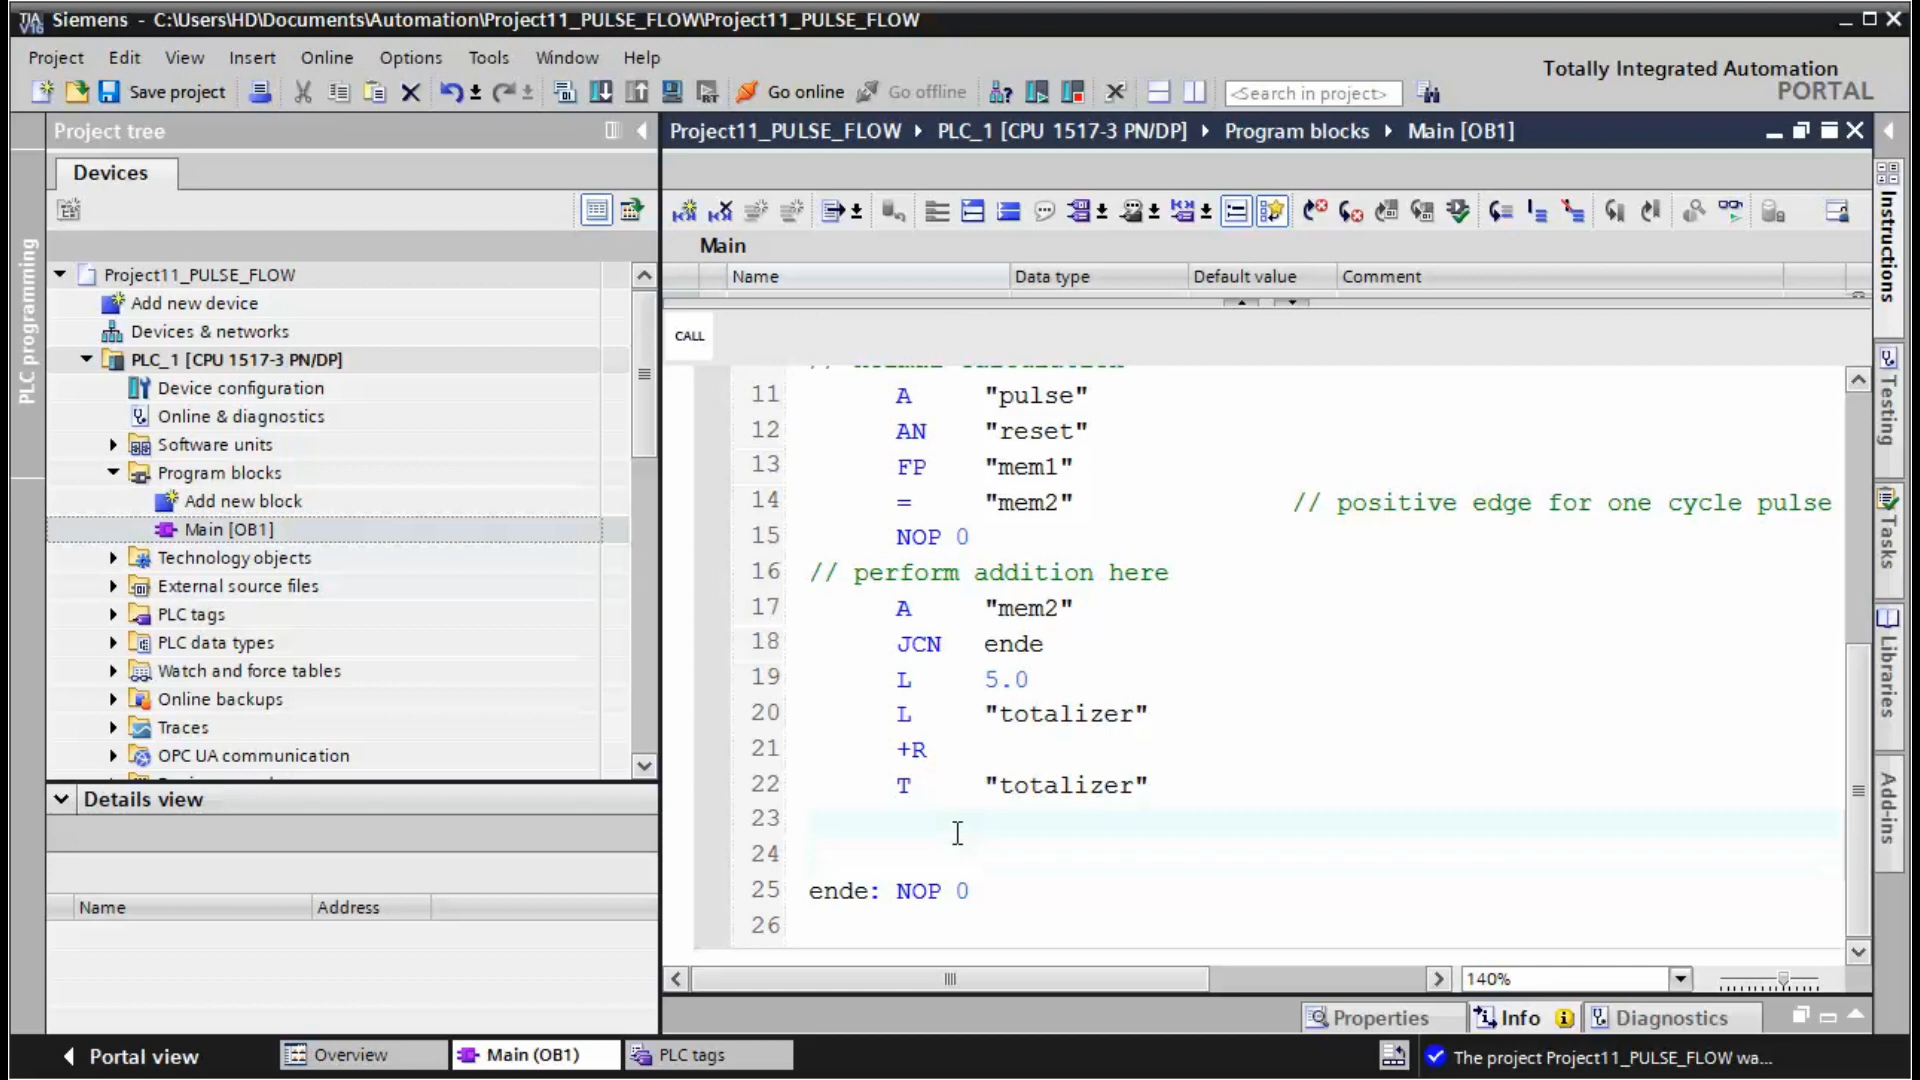 TIA V16
Siemens - C:\Users\HD\Documents\Automation\Project11_PULSE_FLOW\Project11_PULSE_FLOW
Project Edit View Insert Online Options Tools Window Help
Totally Integrated Automation
PORTAL
Save project
Go online
Go offline
<Search in project>
Project tree
Project11_PULSE_FLOW PLC_1 [CPU 1517-3 PN/DP] Program blocks Main [OB1]
Devices
PLC programming
Project11_PULSE_FLOW
Add new device
Devices & networks
PLC_1 [CPU 1517-3 PN/DP]
Device configuration
Online & diagnostics
Software units
Program blocks
Add new block
Main [OB1]
Technology objects
External source files
PLC tags
PLC data types
Watch and force tables
Online backups
Traces
OPC UA communication
Details view
Name Address
Main
Name Data type Default value Comment
CALL
11 A "pulse"
12 AN "reset"
13 FP "mem1"
14 = "mem2" // positive edge for one cycle pulse
15 NOP 0
16 // perform addition here
17 A "mem2"
18 JCN ende
19 L 5.0
20 L "totalizer"
21 +R
22 T "totalizer"
23
24
25 ende: NOP 0
26
140%
Properties Info Diagnostics
Instructions
Testing
Tasks
Libraries
Add-ins
Portal view Overview Main (OB1) PLC tags
The project Project11_PULSE_FLOW wa...